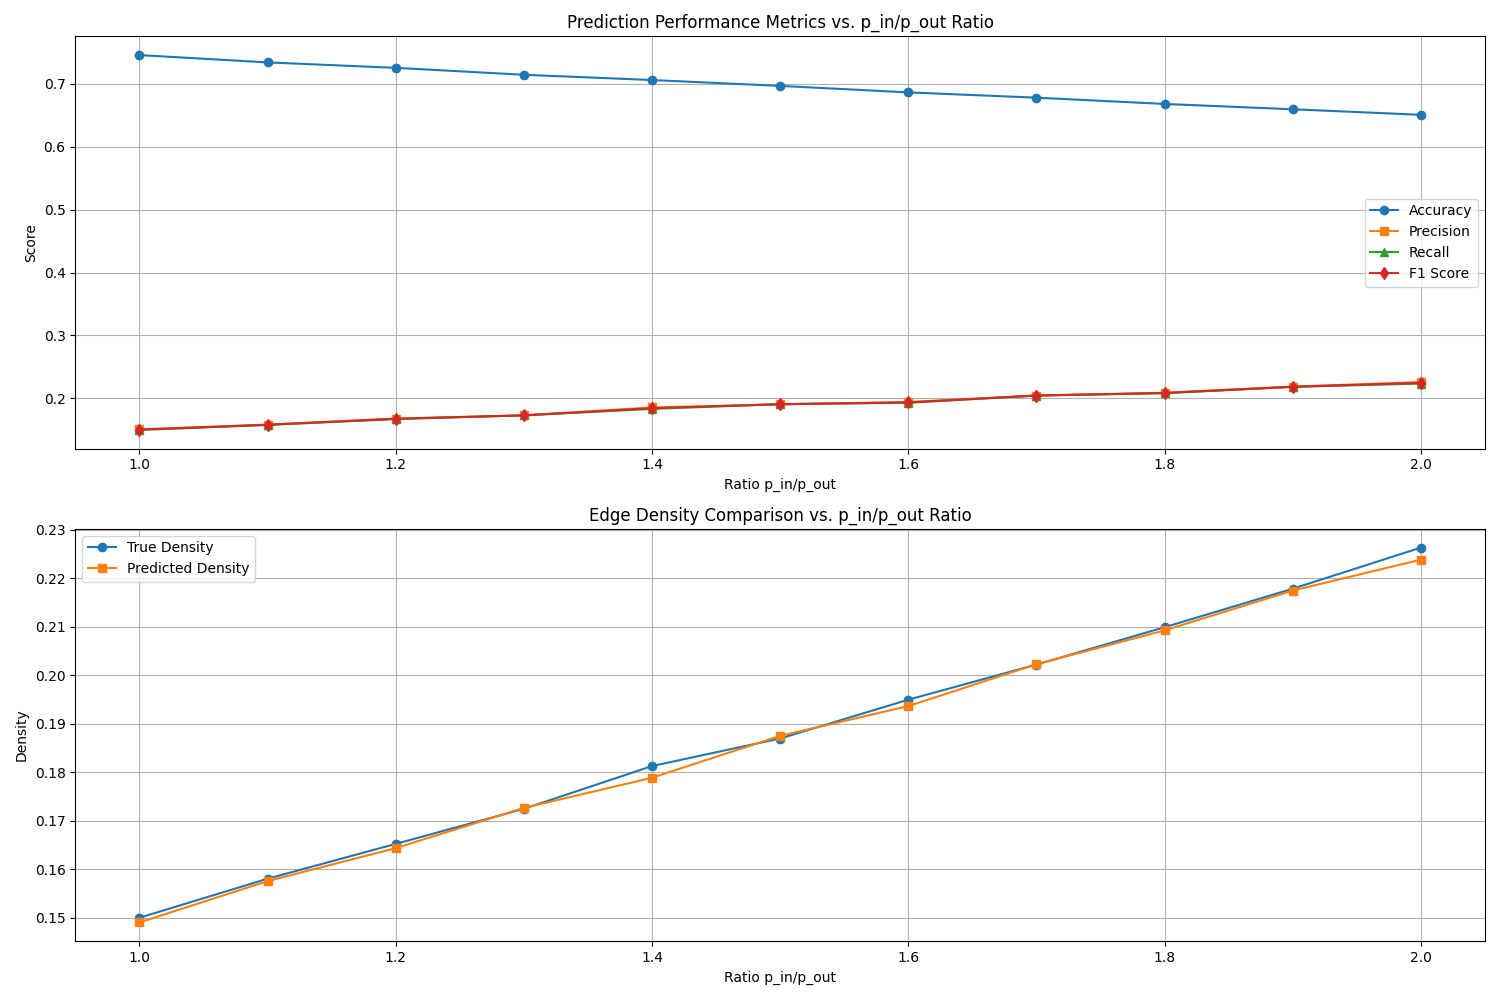 Prediction Performance Metrics vs. p_in/p_out Ratio
0.7
0.6
0.5
0.4
0.3
0.2
Score
Accuracy
Precision
Recall
F1 Score
1.0 1.2 1.4 1.6 1.8 2.0
Ratio p_in/p_out
Edge Density Comparison vs. p_in/p_out Ratio
True Density
Predicted Density
0.23
0.22
0.21
0.20
0.19
0.18
0.17
0.16
0.15
Density
1.0 1.2 1.4 1.6 1.8 2.0
Ratio p_in/p_out